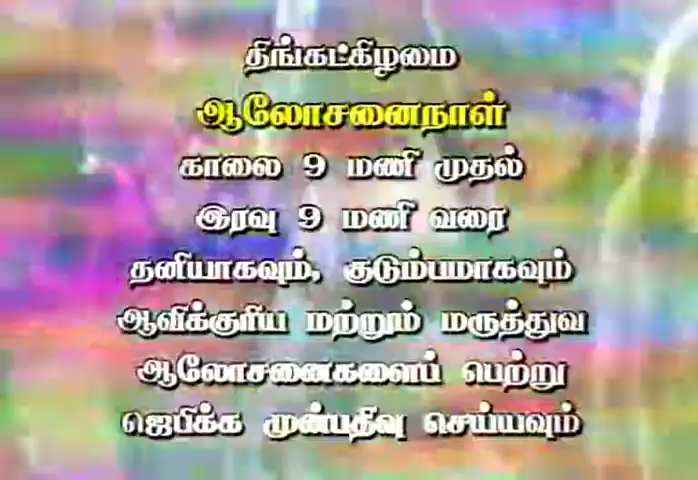 திங்கட்கிழமை
ஆலோசனைநாள்
காலை 9 மணி முதல்
இரவு 9 மணி வரை
தனியாகவும், குடும்பமாகவும்
ஆவிக்குரிய மற்றும் மருத்துவ
ஆலோசனைகளைப் பெற்று
ஜெபிக்க முன்பதிவு செய்யவும்